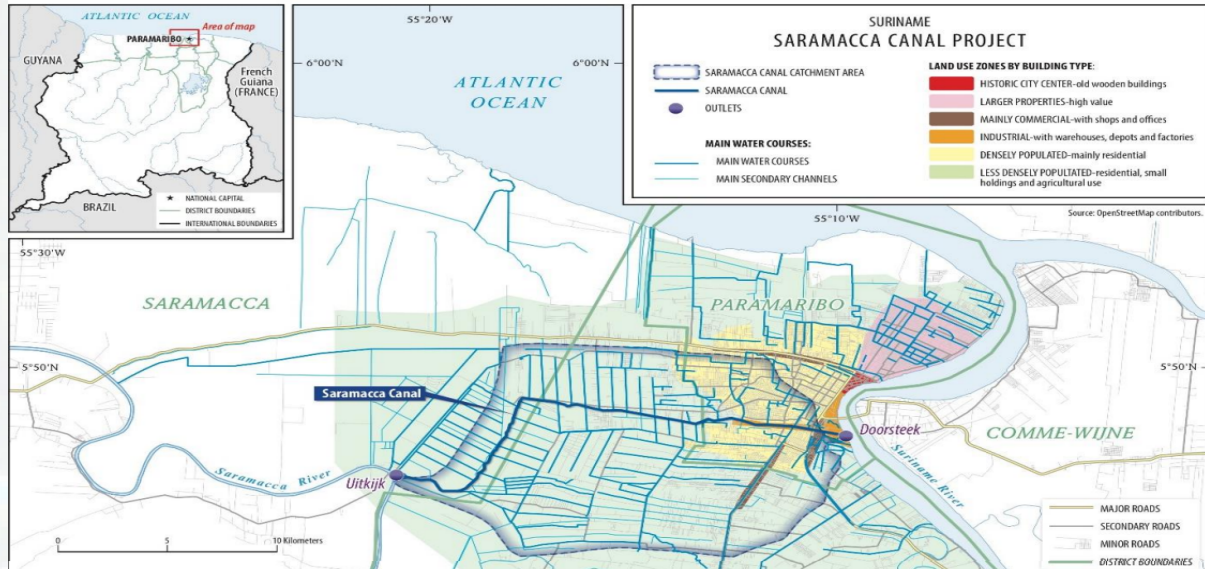 ATLANTIC OCEAN
Area of map
PARAMARIBO
GUYANA
French
Guiana
(FRANCE)
BRAZIL
NATIONAL CAPITAL
DISTRICT BOUNDARIES
INTERNATIONAL BOUNDARIES
55°20'W
6°00'N
6°00'N
ATLANTIC
OCEAN
SURINAME
SARAMACCA CANAL PROJECT
SARAMACCA CANAL CATCHMENT AREA
SARAMACCA CANAL
OUTLETS
MAIN WATER COURSES:
MAIN WATER COURSES
MAIN SECONDARY CHANNELS
LAND USE ZONES BY BUILDING TYPE:
HISTORIC CITY CENTER-old wooden buildings
LARGER PROPERTIES-high value
MAINLY COMMERCIAL-with shops and offices
INDUSTRIAL-with warehouses, depots and factories
DENSELY POPULATED-mainly residential
LESS DENSELY POPULTATED-residential, small
holdings and agricultural use
55°10'W
Source: OpenStreetMap contributors.
55°30'W
SARAMACCA
PARAMARIBO
5°50'N
5°50'N
Saramacca Canal
Doorsteek
COMME-WIJNE
Saramacca River
Uitkijk
Suriname River
0 5 10 Kilometers
MAJOR ROADS
SECONDARY ROADS
MINOR ROADS
DISTRICT BOUNDARIES